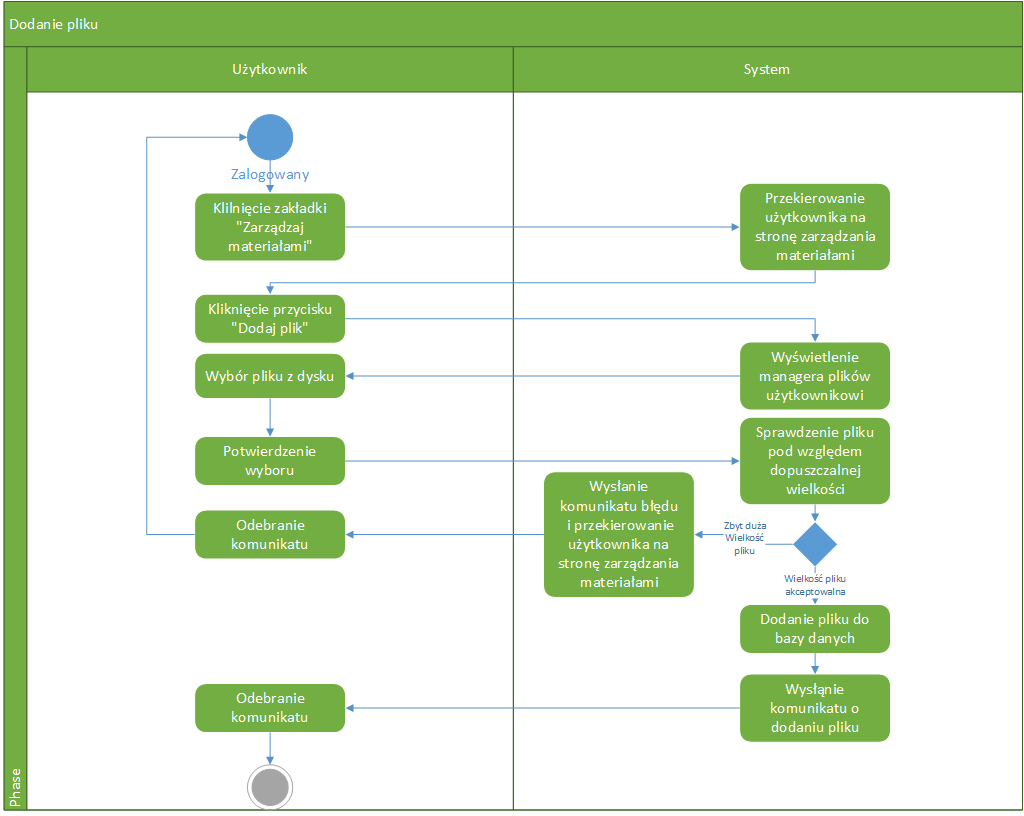 Dodanie pliku
Użytkownik
System
Zalogowany
Klilnięcie zakładki
"Zarządzaj
materiałami"
Przekierowanie
użytkownika na
stronę zarządzania
materiałami
Kliknięcie przycisku
"Dodaj plik"
Wyświetlenie
managera plików
użytkownikowi
Wybór pliku z dysku
Potwierdzenie
wyboru
Sprawdzenie pliku
pod względem
dopuszczalnej
wielkości
Zbyt duża
Wielkość
pliku
Wysłanie
komunikatu błędu
i przekierowanie
użytkownika na
stronę zarządzania
materiałami
Odebranie
komunikatu
Wielkość pliku
akceptowalna
Dodanie pliku do
bazy danych
Wysłąnie
komunikatu o
dodaniu pliku
Odebranie
komunikatu
Phase